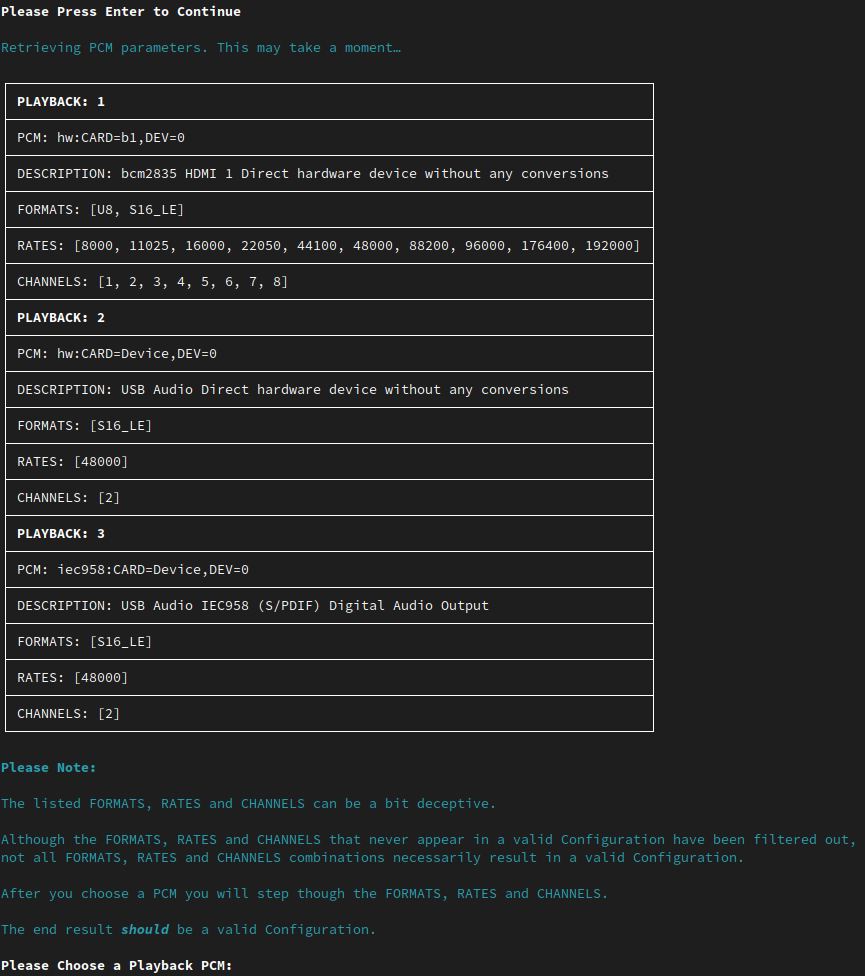 Please Press Enter to Continue
Retrieving PCM parameters. This may take a moment…
PLAYBACK: 1
PCM: hw:CARD=b1,DEV=0
DESCRIPTION: bcm2835 HDMI 1 Direct hardware device without any conversions
FORMATS: [U8, S16_LE]
RATES: [8000, 11025, 16000, 22050, 44100, 48000, 88200, 96000, 176400, 192000]
CHANNELS: [1, 2, 3, 4, 5, 6, 7, 8]
PLAYBACK: 2
PCM: hw:CARD=Device,DEV=0
DESCRIPTION: USB Audio Direct hardware device without any conversions
FORMATS: [S16_LE]
RATES: [48000]
CHANNELS: [2]
PLAYBACK: 3
PCM: iec958:CARD=Device,DEV=0
DESCRIPTION: USB Audio IEC958 (S/PDIF) Digital Audio Output
FORMATS: [S16_LE]
RATES: [48000]
CHANNELS: [2]
Please Note:
The listed FORMATS, RATES and CHANNELS can be a bit deceptive.
Although the FORMATS, RATES and CHANNELS that never appear in a valid Configuration have been filtered out,
not all FORMATS, RATES and CHANNELS combinations necessarily result in a valid Configuration.
After you choose a PCM you will step though the FORMATS, RATES and CHANNELS.
The end result should be a valid Configuration.
Please Choose a Playback PCM: